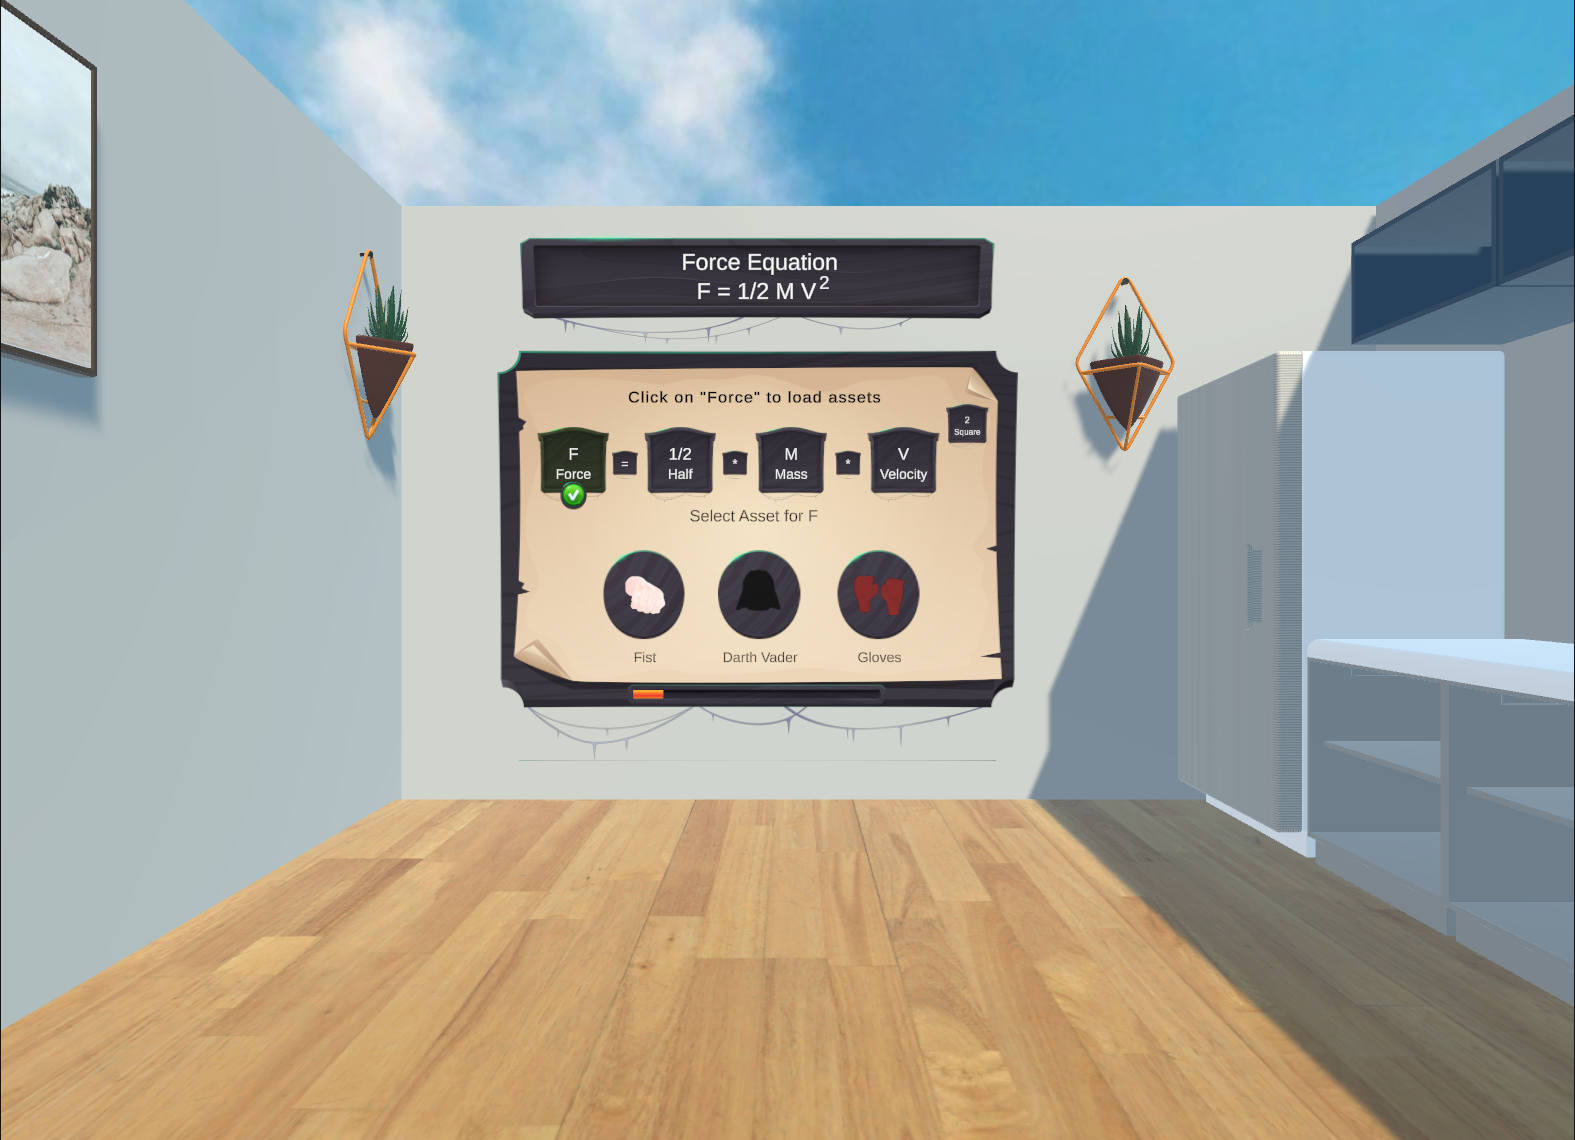 Force Equation
F = 1/2 M V²
Click on "Force" to load assets
2
Square
F
Force
=
1/2
Half
*
M
Mass
*
V
Velocity
Select Asset for F
Fist
Darth Vader
Gloves